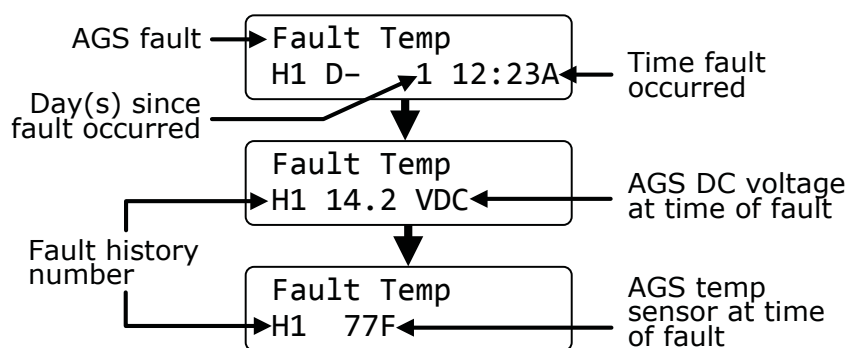 AGS fault
Fault Temp
H1 D– 1 12:23A
Time fault
occurred
Day(s) since
fault occurred
Fault Temp
H1 14.2 VDC
AGS DC voltage
at time of fault
Fault history
number
Fault Temp
H1 77F
AGS temp
sensor at time
of fault